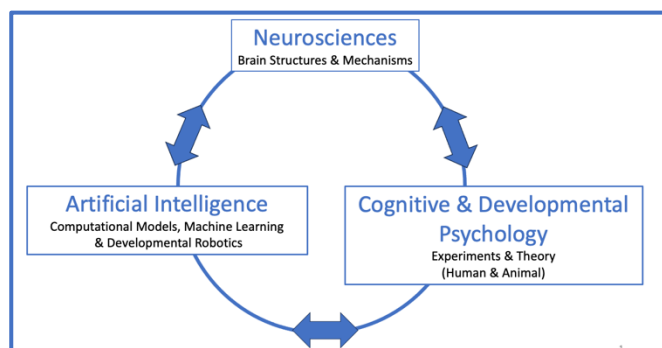 Neurosciences
Brain Structures & Mechanisms
Artificial Intelligence
Computational Models, Machine Learning
& Developmental Robotics
Cognitive & Developmental
Psychology
Experiments & Theory
(Human & Animal)